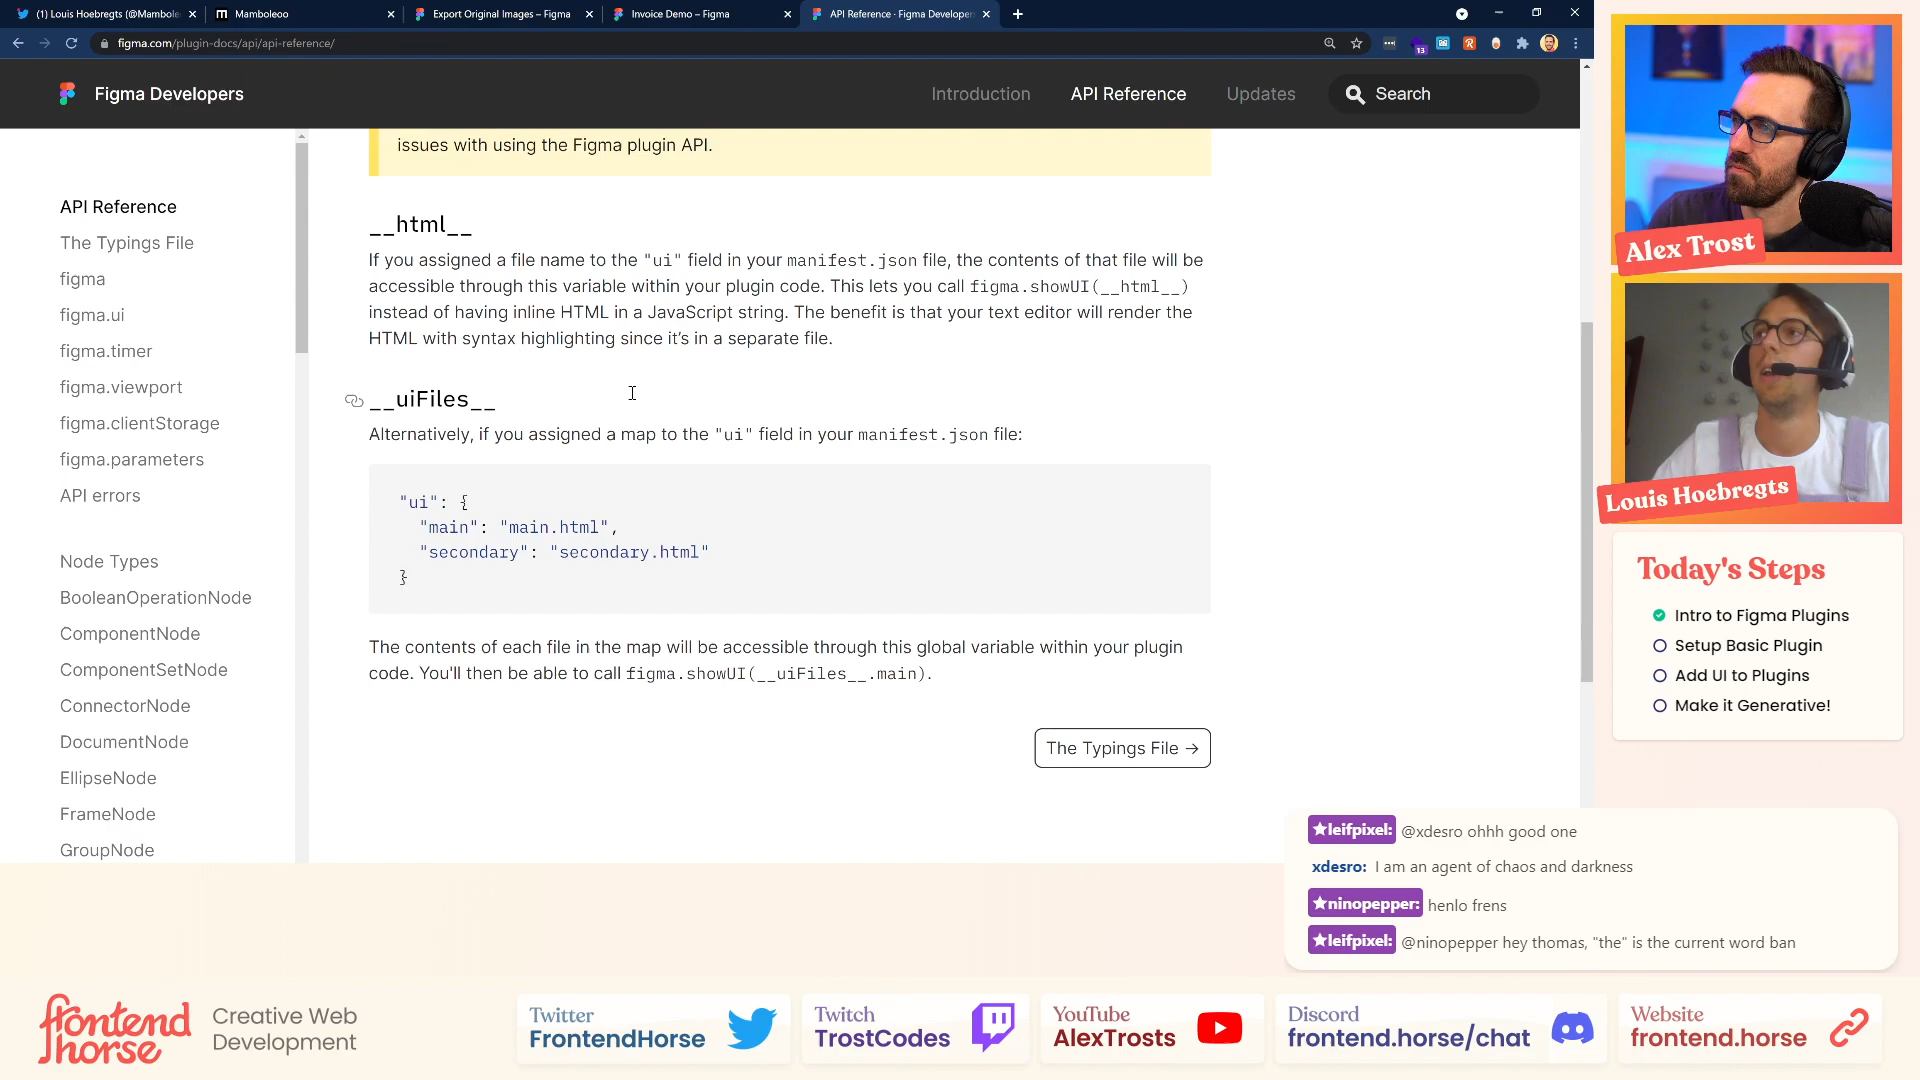 (1) Louis Hoebregts (@Mambole
Mamboleoo
Export Original Images – Figma
Invoice Demo – Figma
API Reference · Figma Developer
figma.com/plugin-docs/api/api-reference/
13
Figma Developers
Introduction
API Reference
Updates
Search
API Reference
The Typings File
figma
figma.ui
figma.timer
figma.viewport
figma.clientStorage
figma.parameters
API errors
Node Types
BooleanOperationNode
ComponentNode
ComponentSetNode
ConnectorNode
DocumentNode
EllipseNode
FrameNode
GroupNode
issues with using the Figma plugin API.
__html__
If you assigned a file name to the "ui" field in your manifest.json file, the contents of that file will be
accessible through this variable within your plugin code. This lets you call figma.showUI(__html__)
instead of having inline HTML in a JavaScript string. The benefit is that your text editor will render the
HTML with syntax highlighting since it's in a separate file.
__uiFiles__
Alternatively, if you assigned a map to the "ui" field in your manifest.json file:
"ui": {
"main": "main.html",
"secondary": "secondary.html"
}
The contents of each file in the map will be accessible through this global variable within your plugin
code. You'll then be able to call figma.showUI(__uiFiles__.main).
The Typings File →
Alex Trost
Louis Hoebregts
Today's Steps
Intro to Figma Plugins
Setup Basic Plugin
Add UI to Plugins
Make it Generative!
★leifpixel: @xdesro ohhh good one
xdesro: I am an agent of chaos and darkness
★ninopepper: henlo frens
★leifpixel: @ninopepper hey thomas, "the" is the current word ban
frontend
horse
Creative Web
Development
Twitter
FrontendHorse
Twitch
TrostCodes
YouTube
AlexTrosts
Discord
frontend.horse/chat
Website
frontend.horse